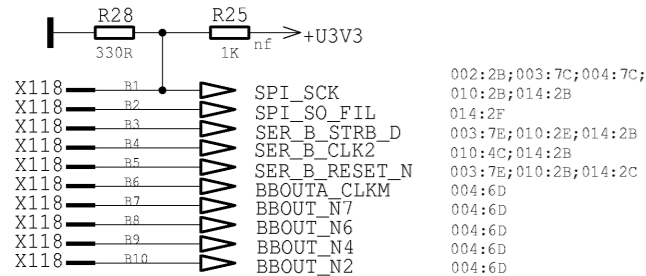 R28 R25
330R 1K nf +U3V3
002:2B;003:7C;004:7C;
X118 B1 SPI_SCK 010:2B;014:2B
X118 B2 SPI_SO_FIL 014:2F
X118 B3 SER_B_STRB_D 003:7E;010:2E;014:2B
X118 B4 SER_B_CLK2 010:4C;014:2B
X118 B5 SER_B_RESET_N 003:7E;010:2B;014:2C
X118 B6 BBOUTA_CLKM 004:6D
X118 B7 BBOUT_N7 004:6D
X118 B8 BBOUT_N6 004:6D
X118 B9 BBOUT_N4 004:6D
X118 B10 BBOUT_N2 004:6D